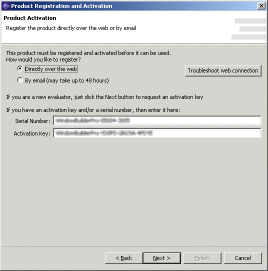 Product Registration and Activation
Product Activation
Register the product directly over the web or by email
This product must be registered and activated before it can be used.
How would you like to register?
Directly over the web
Troubleshoot web connection
By email (may take up to 48 hours)
If you are a new evaluator, just click the Next button to request an activation key
If you have an activation key and/or a serial number, then enter it here:
Serial Number:
Activation Key:
< Back
Next >
Finish
Cancel